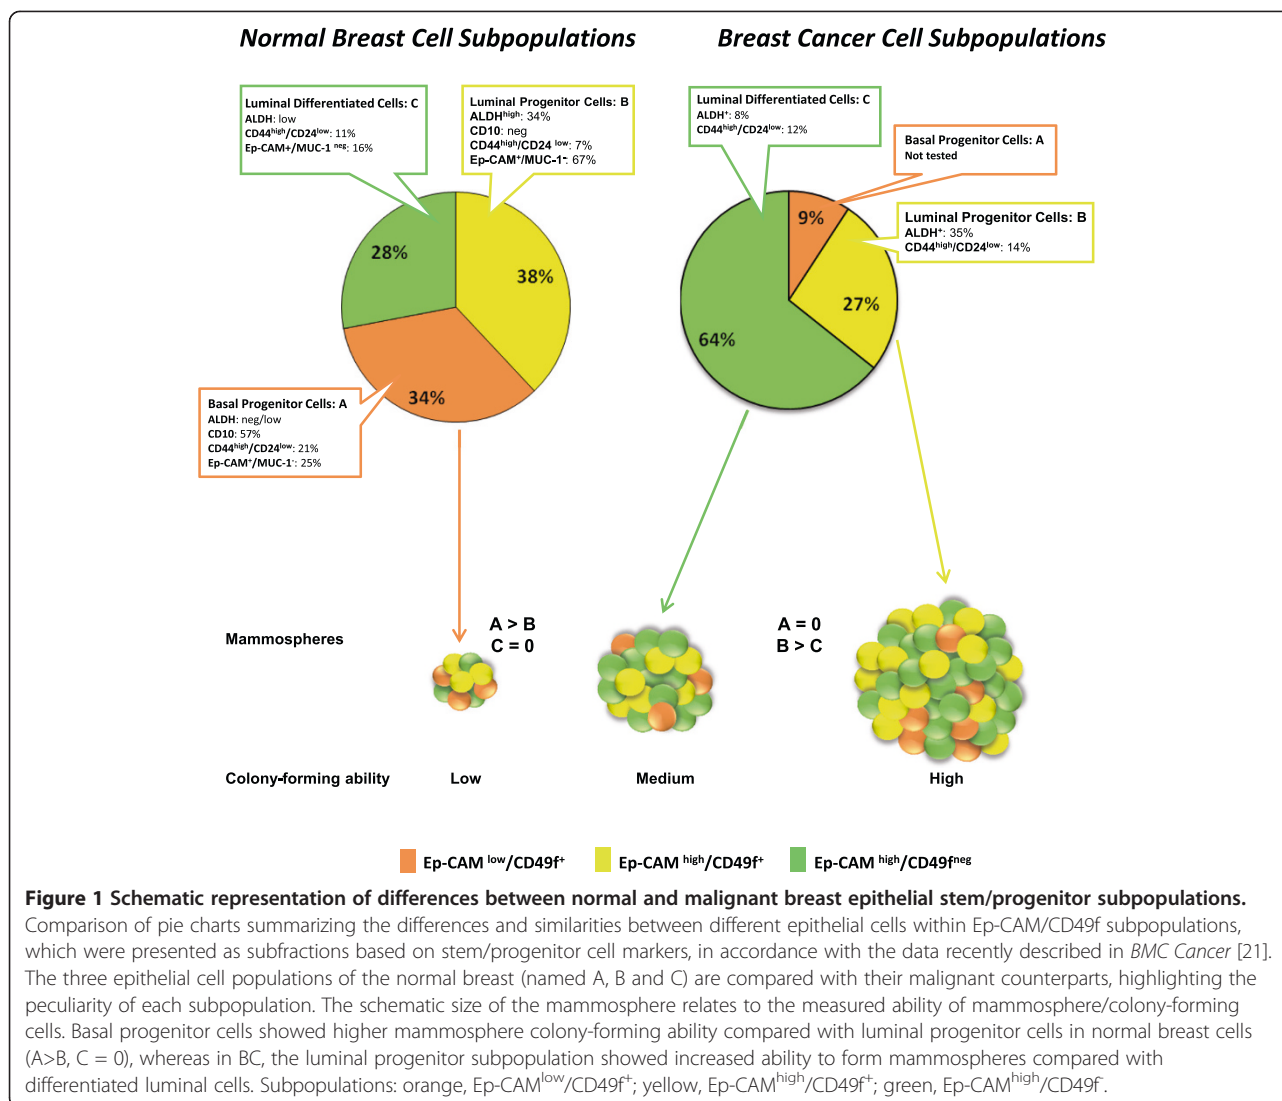 Normal Breast Cell Subpopulations
Breast Cancer Cell Subpopulations
Luminal Differentiated Cells: C
ALDH: low
CD44high/CD24low: 11%
Ep-CAM+/MUC-1 neg: 16%
Luminal Progenitor Cells: B
ALDHhigh: 34%
CD10: neg
CD44high/CD24 low: 7%
Ep-CAM+/MUC-1-: 67%
28%
38%
34%
Basal Progenitor Cells: A
ALDH: neg/low
CD10: 57%
CD44high/CD24low: 21%
Ep-CAM+/MUC-1-: 25%
Luminal Differentiated Cells: C
ALDH+: 8%
CD44high/CD24low: 12%
Basal Progenitor Cells: A
Not tested
Luminal Progenitor Cells: B
ALDH+: 35%
CD44high/CD24low: 14%
9%
27%
64%
Mammospheres
A > B
C = 0
A = 0
B > C
Colony-forming ability
Low
Medium
High
Ep-CAM low/CD49f+
Ep-CAM high/CD49f+
Ep-CAM high/CD49fneg
Figure 1 Schematic representation of differences between normal and malignant breast epithelial stem/progenitor subpopulations.
Comparison of pie charts summarizing the differences and similarities between different epithelial cells within Ep-CAM/CD49f subpopulations,
which were presented as subfractions based on stem/progenitor cell markers, in accordance with the data recently described in BMC Cancer [21].
The three epithelial cell populations of the normal breast (named A, B and C) are compared with their malignant counterparts, highlighting the
peculiarity of each subpopulation. The schematic size of the mammosphere relates to the measured ability of mammosphere/colony-forming
cells. Basal progenitor cells showed higher mammosphere colony-forming ability compared with luminal progenitor cells in normal breast cells
(A>B, C = 0), whereas in BC, the luminal progenitor subpopulation showed increased ability to form mammospheres compared with
differentiated luminal cells. Subpopulations: orange, Ep-CAMlow/CD49f+; yellow, Ep-CAMhigh/CD49f+; green, Ep-CAMhigh/CD49f-.